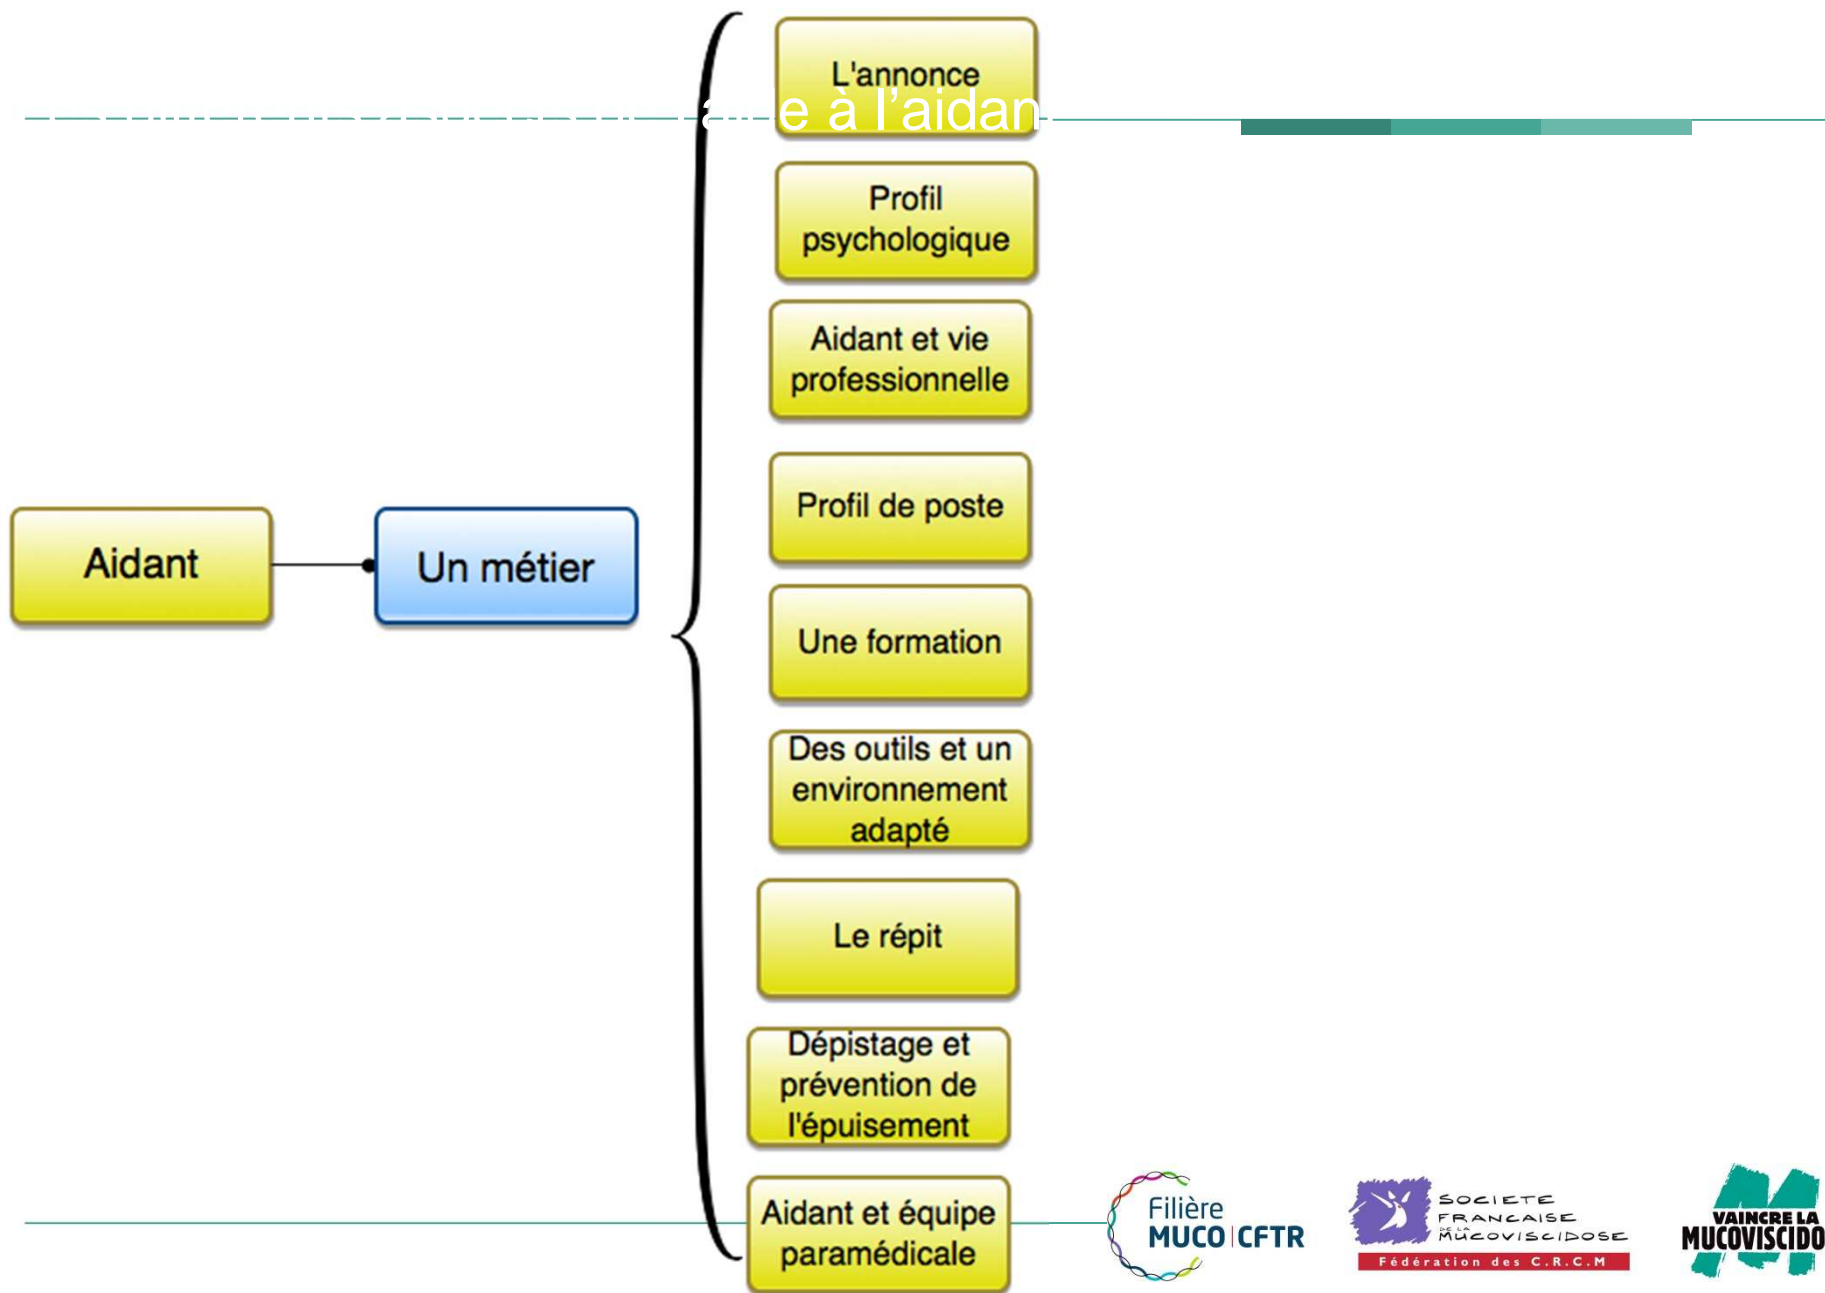 L'annonce
e à l'aidan
Profil
psychologique
Aidant et vie
professionnelle
Profil de poste
Aidant
Un métier
Une formation
Des outils et un
environnement
adapté
Le répit
Dépistage et
prévention de
l'épuisement
Aidant et équipe
paramédicale
Filière
MUCO CFTR
SOCIETE
FRANCAISE
DE LA
MUCOVISCIDOSE
Fédération des C.R.C.M
VAINCRE LA
MUCOVISCIDO